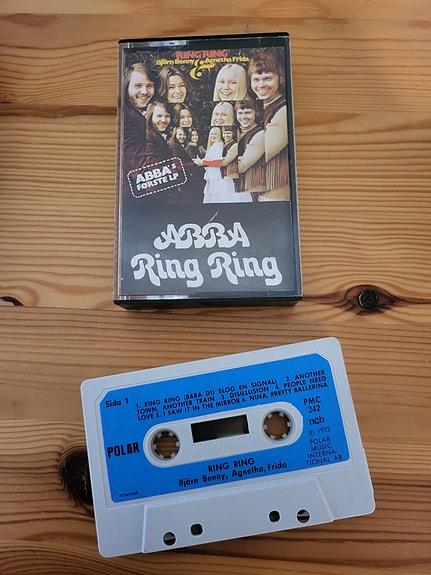 RING RING
Björn Benny & Agnetha Frida
ABBA's
FØRSTE LP
ABBA
Ring Ring
Side 1
1. RING RING (BARA DU SLOG EN SIGNAL) 2. ANOTHER
TOWN, ANOTHER TRAIN 3. DISILLUSION 4. PEOPLE NEED
LOVE 5. I SAW IT IN THE MIRROR 6. NINA, PRETTY BALLERINA
POLAR
PMC
242
ncb
℗ 1973
POLAR
MUSIC
INTERNA-
TIONAL AB
RING RING
Björn Benny, Agnetha, Frida